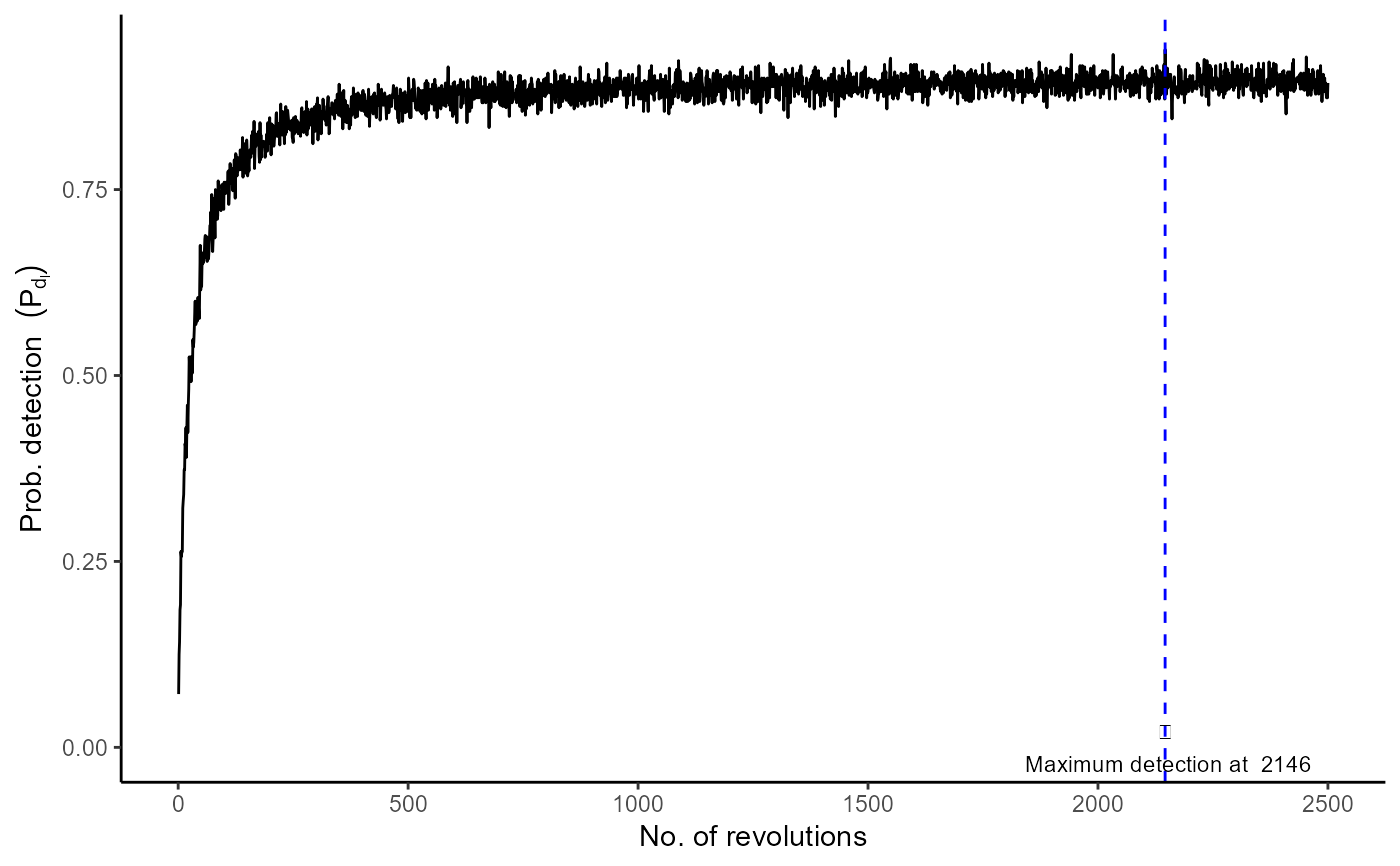 Prob. detection (P_d_l)
0.75
0.50
0.25
0.00
Maximum detection at 2146
0 500 1000 1500 2000 2500
No. of revolutions